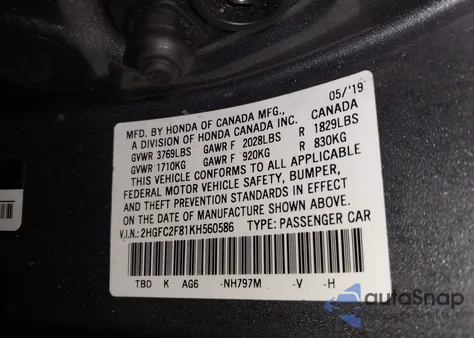 05/'19
MFD. BY HONDA OF CANADA MFG., CANADA
A DIVISION OF HONDA CANADA INC.
GVWR 3769LBS GAWR F 2028LBS R 1829LBS
GVWR 1710KG GAWR F 920KG R 830KG
THIS VEHICLE CONFORMS TO ALL APPLICABLE
FEDERAL MOTOR VEHICLE SAFETY, BUMPER,
AND THEFT PREVENTION STANDARDS IN EFFECT
ON THE DATE OF MANUFACTURE SHOWN ABOVE.
V.I.N.: 2HGFC2F81KH560586 TYPE: PASSENGER CAR
TBD K AG6 -NH797M -V -H
autoSnap